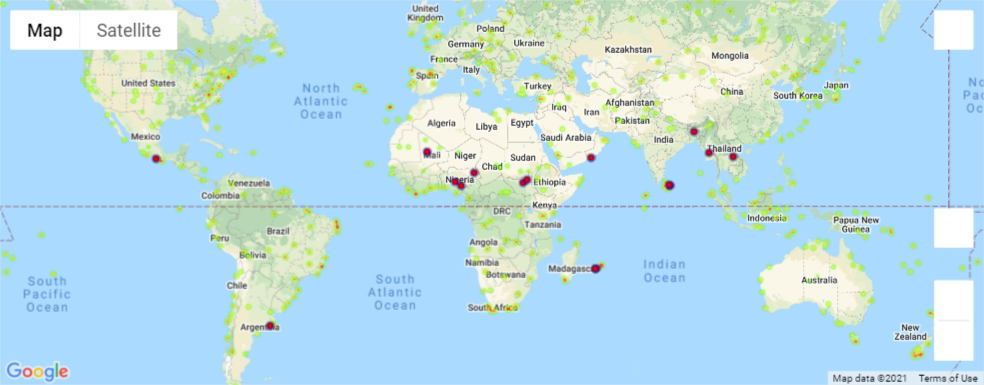 Map Satellite
United
Kingdom
Poland
Germany
Ukraine
France
Kazakhstan
Mongolia
Spain
Italy
Turkey
United States
North
Atlantic
Ocean
Iraq
Iran
Afghanistan
China
South Korea
Japan
No
Pac
Oc
Algeria
Libya
Egypt
Pakistan
Mexico
Saudi Arabia
India
Mali
Niger
Chad
Sudan
Thailand
Nigeria
Ethiopia
Venezuela
Colombia
Kenya
DRC
Indonesia
Papua New
Guinea
Peru
Brazil
Tanzania
Angola
Bolivia
Namibia
Madagascar
Botswana
Indian
Ocean
South
Pacific
Ocean
South
Atlantic
Ocean
Chile
Australia
South Africa
Argentina
New
Zealand
Google
Map data ©2021 Terms of Use